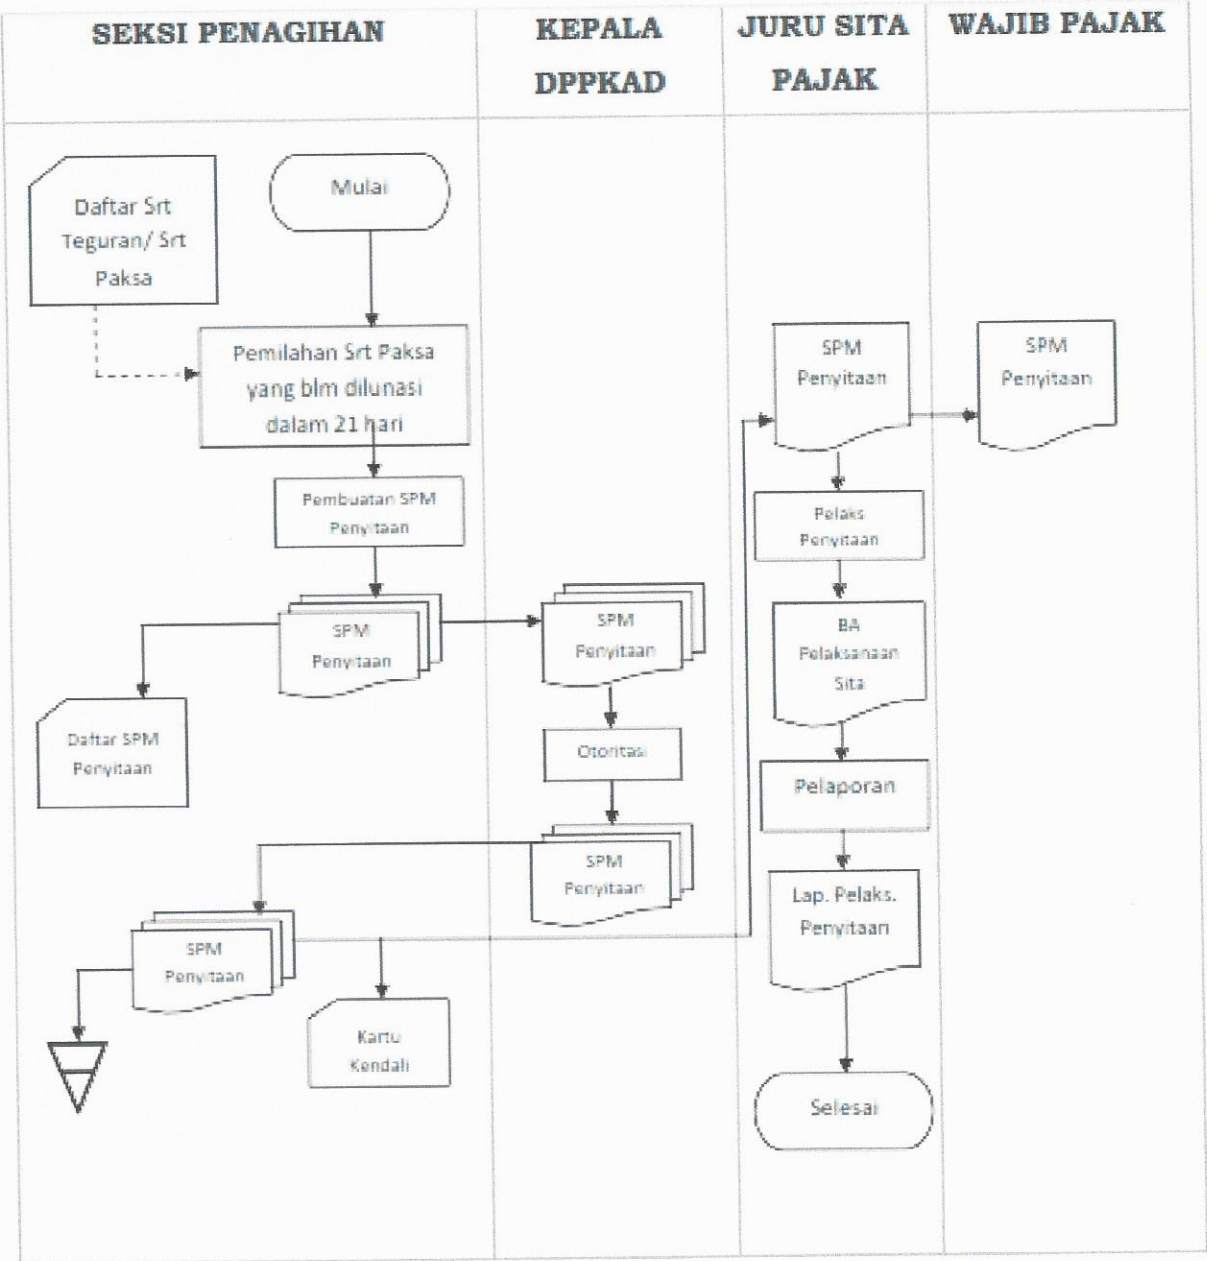 SEKSI PENAGIHAN
KEPALA
DPPKAD
JURU SITA
PAJAK
WAJIB PAJAK
Daftar Srt
Teguran/ Srt
Paksa
Mulai
Pemilahan Srt Paksa
yang blm dilunasi
dalam 21 hari
Pembuatan SPM
Penyitaan
SPM
Penyitaan
Daftar SPM
Penyitaan
SPM
Penyitaan
Otoritasi
SPM
Penyitaan
SPM
Penyitaan
Kartu
Kendali
SPM
Penyitaan
Pelaks
Penyitaan
BA
Pelaksanaan
Sita
Pelaporan
Lap. Pelaks.
Penyitaan
Selesai
SPM
Penyitaan